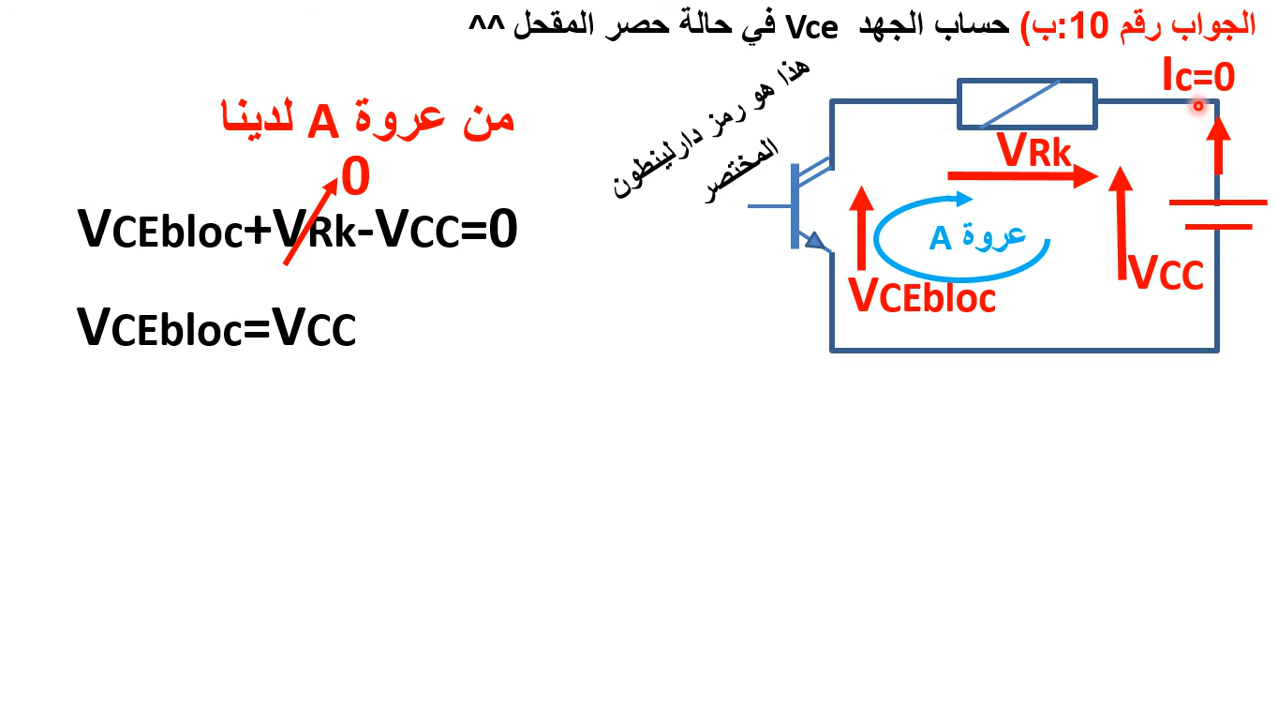 الجواب رقم 10:ب) حساب الجهد Vce في حالة حصر المقحل ^^
هذا هو رمز دارلينطون
المختصر
Ic=0
VRk
عروة A
VCEbloc
VCC
من عروة A لدينا
0
VCEbloc+VRk-VCC=0
VCEbloc=VCC